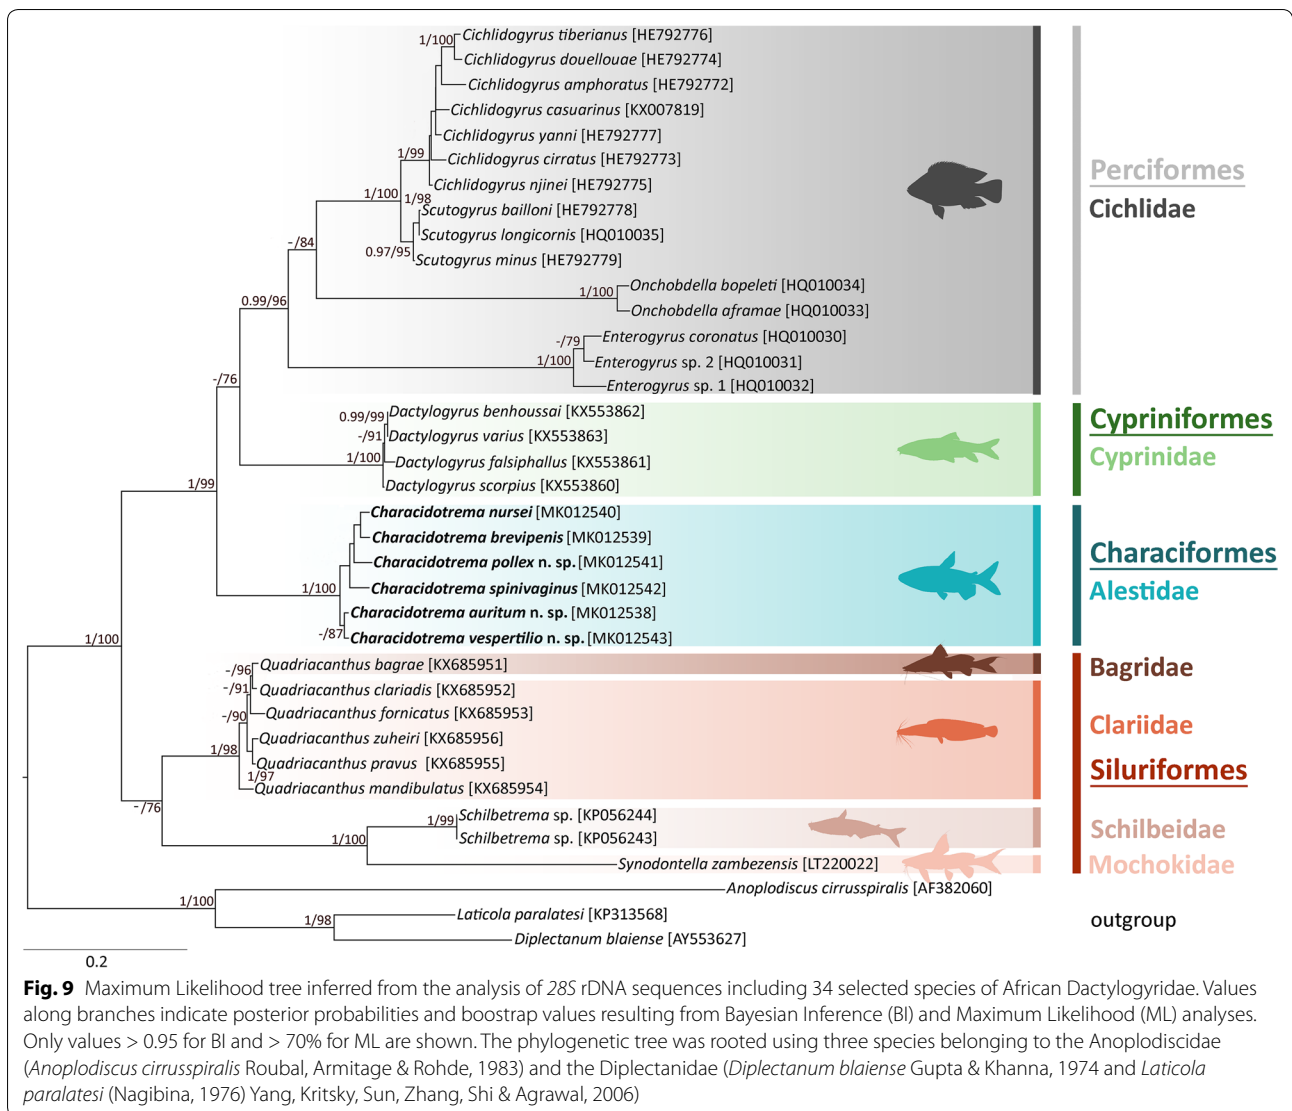 1/100
Cichlidogyrus tiberianus [HE792776]
Cichlidogyrus douellouae [HE792774]
Cichlidogyrus amphoratus [HE792772]
Cichlidogyrus casuarinus [KX007819]
Cichlidogyrus yanni [HE792777]
1/99
Cichlidogyrus cirratus [HE792773]
Cichlidogyrus njinei [HE792775]
1/100
1/98
Scutogyrus bailloni [HE792778]
Scutogyrus longicornis [HQ010035]
0.97/95
Scutogyrus minus [HE792779]
-/84
Onchobdella bopeleti [HQ010034]
1/100
Onchobdella aframae [HQ010033]
0.99/96
Enterogyrus coronatus [HQ010030]
-/79
Enterogyrus sp. 2 [HQ010031]
1/100
Enterogyrus sp. 1 [HQ010032]
Perciformes
Cichlidae
-/76
0.99/99
Dactylogyrus benhoussai [KX553862]
-/91
Dactylogyrus varius [KX553863]
1/100
Dactylogyrus falsiphallus [KX553861]
Dactylogyrus scorpius [KX553860]
Cypriniformes
Cyprinidae
1/99
Characidotrema nursei [MK012540]
Characidotrema brevipenis [MK012539]
Characidotrema pollex n. sp. [MK012541]
1/100
Characidotrema spinivaginus [MK012542]
Characidotrema auritum n. sp. [MK012538]
-/87
Characidotrema vespertilio n. sp. [MK012543]
Characiformes
Alestidae
1/100
-/96
Quadriacanthus bagrae [KX685951]
-/91
Quadriacanthus clariadis [KX685952]
-/90
Quadriacanthus fornicatus [KX685953]
Quadriacanthus zuheiri [KX685956]
1/98
Quadriacanthus pravus [KX685955]
1/97
Quadriacanthus mandibulatus [KX685954]
-/76
1/99
Schilbetrema sp. [KP056244]
Schilbetrema sp. [KP056243]
1/100
Synodontella zambezensis [LT220022]
Bagridae
Clariidae
Siluriformes
Schilbeidae
Mochokidae
Anoplodiscus cirrusspiralis [AF382060]
1/100
Laticola paralatesi [KP313568]
1/98
Diplectanum blaiense [AY553627]
outgroup
0.2
Fig. 9 Maximum Likelihood tree inferred from the analysis of 28S rDNA sequences including 34 selected species of African Dactylogyridae. Values
along branches indicate posterior probabilities and boostrap values resulting from Bayesian Inference (BI) and Maximum Likelihood (ML) analyses.
Only values > 0.95 for BI and > 70% for ML are shown. The phylogenetic tree was rooted using three species belonging to the Anoplodiscidae
(Anoplodiscus cirrusspiralis Roubal, Armitage & Rohde, 1983) and the Diplectanidae (Diplectanum blaiense Gupta & Khanna, 1974 and Laticola
paralatesi (Nagibina, 1976) Yang, Kritsky, Sun, Zhang, Shi & Agrawal, 2006)